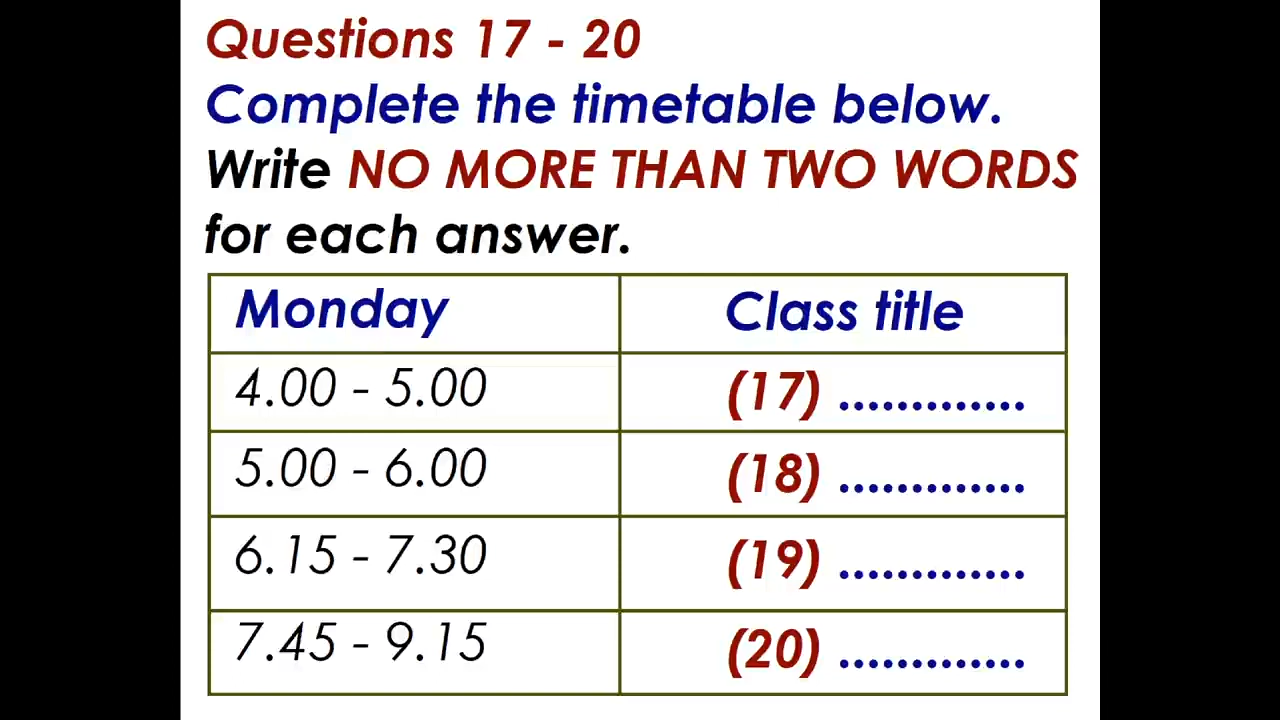 Questions 17 - 20
Complete the timetable below.
Write NO MORE THAN TWO WORDS
for each answer.
Monday Class title
4.00 - 5.00 (17) .............
5.00 - 6.00 (18) .............
6.15 - 7.30 (19) .............
7.45 - 9.15 (20) .............